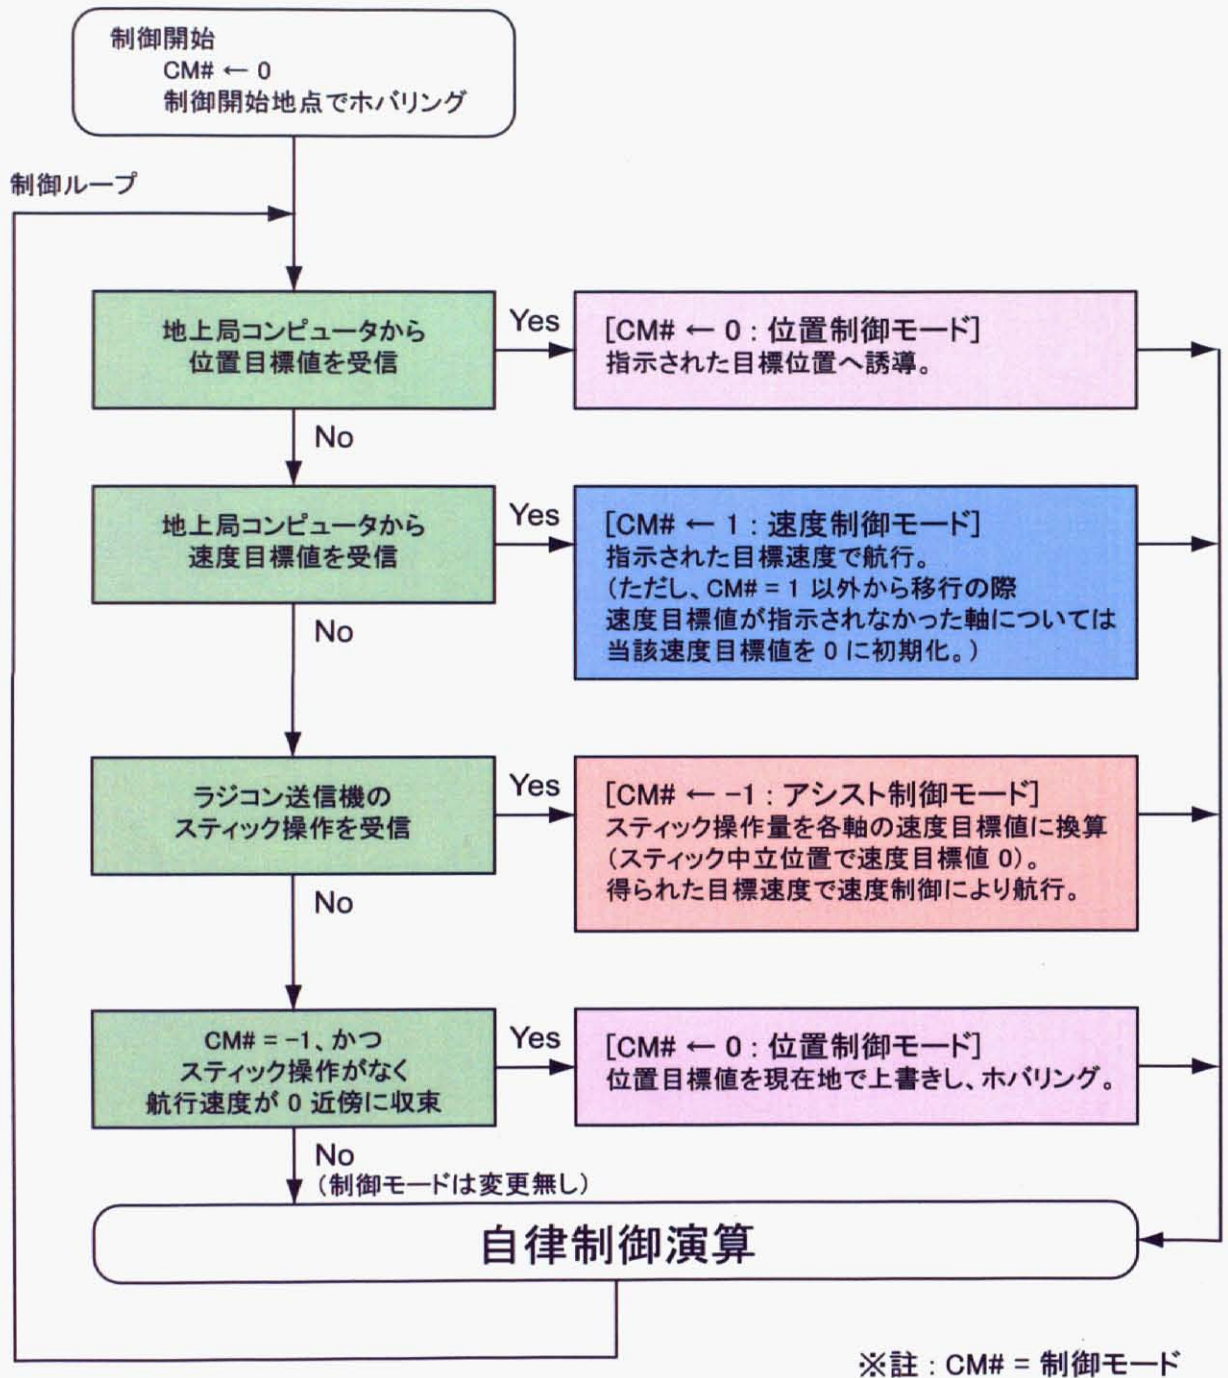 制御開始
CM# ← 0
制御開始地点でホバリング
制御ループ
地上局コンピュータから
位置目標値を受信
Yes
[CM# ← 0 : 位置制御モード]
指示された目標位置へ誘導。
No
地上局コンピュータから
速度目標値を受信
Yes
[CM# ← 1 : 速度制御モード]
指示された目標速度で航行。
(ただし、CM# = 1 以外から移行の際
速度目標値が指示されなかった軸については
当該速度目標値を 0 に初期化。)
No
ラジコン送信機の
スティック操作を受信
Yes
[CM# ← -1 : アシスト制御モード]
スティック操作量を各軸の速度目標値に換算
(スティック中立位置で速度目標値 0)。
得られた目標速度で速度制御により航行。
No
CM# = -1、かつ
スティック操作がなく
航行速度が 0 近傍に収束
Yes
[CM# ← 0 : 位置制御モード]
位置目標値を現在地で上書きし、ホバリング。
No
(制御モードは変更無し)
自律制御演算
※註 : CM# = 制御モード